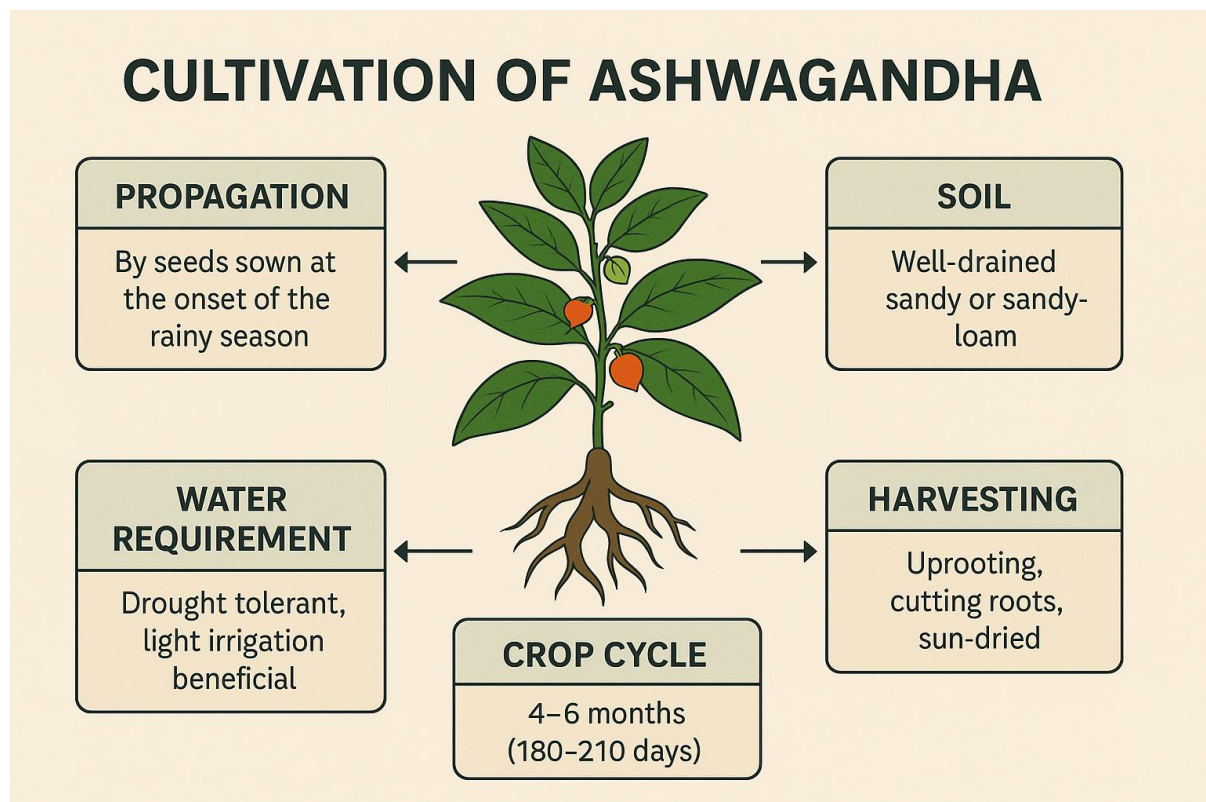 CULTIVATION OF ASHWAGANDHA
PROPAGATION
By seeds sown at
the onset of the
rainy season
SOIL
Well-drained
sandy or sandy-
loam
WATER
REQUIREMENT
Drought tolerant,
light irrigation
beneficial
HARVESTING
Uprooting,
cutting roots,
sun-dried
CROP CYCLE
4–6 months
(180–210 days)